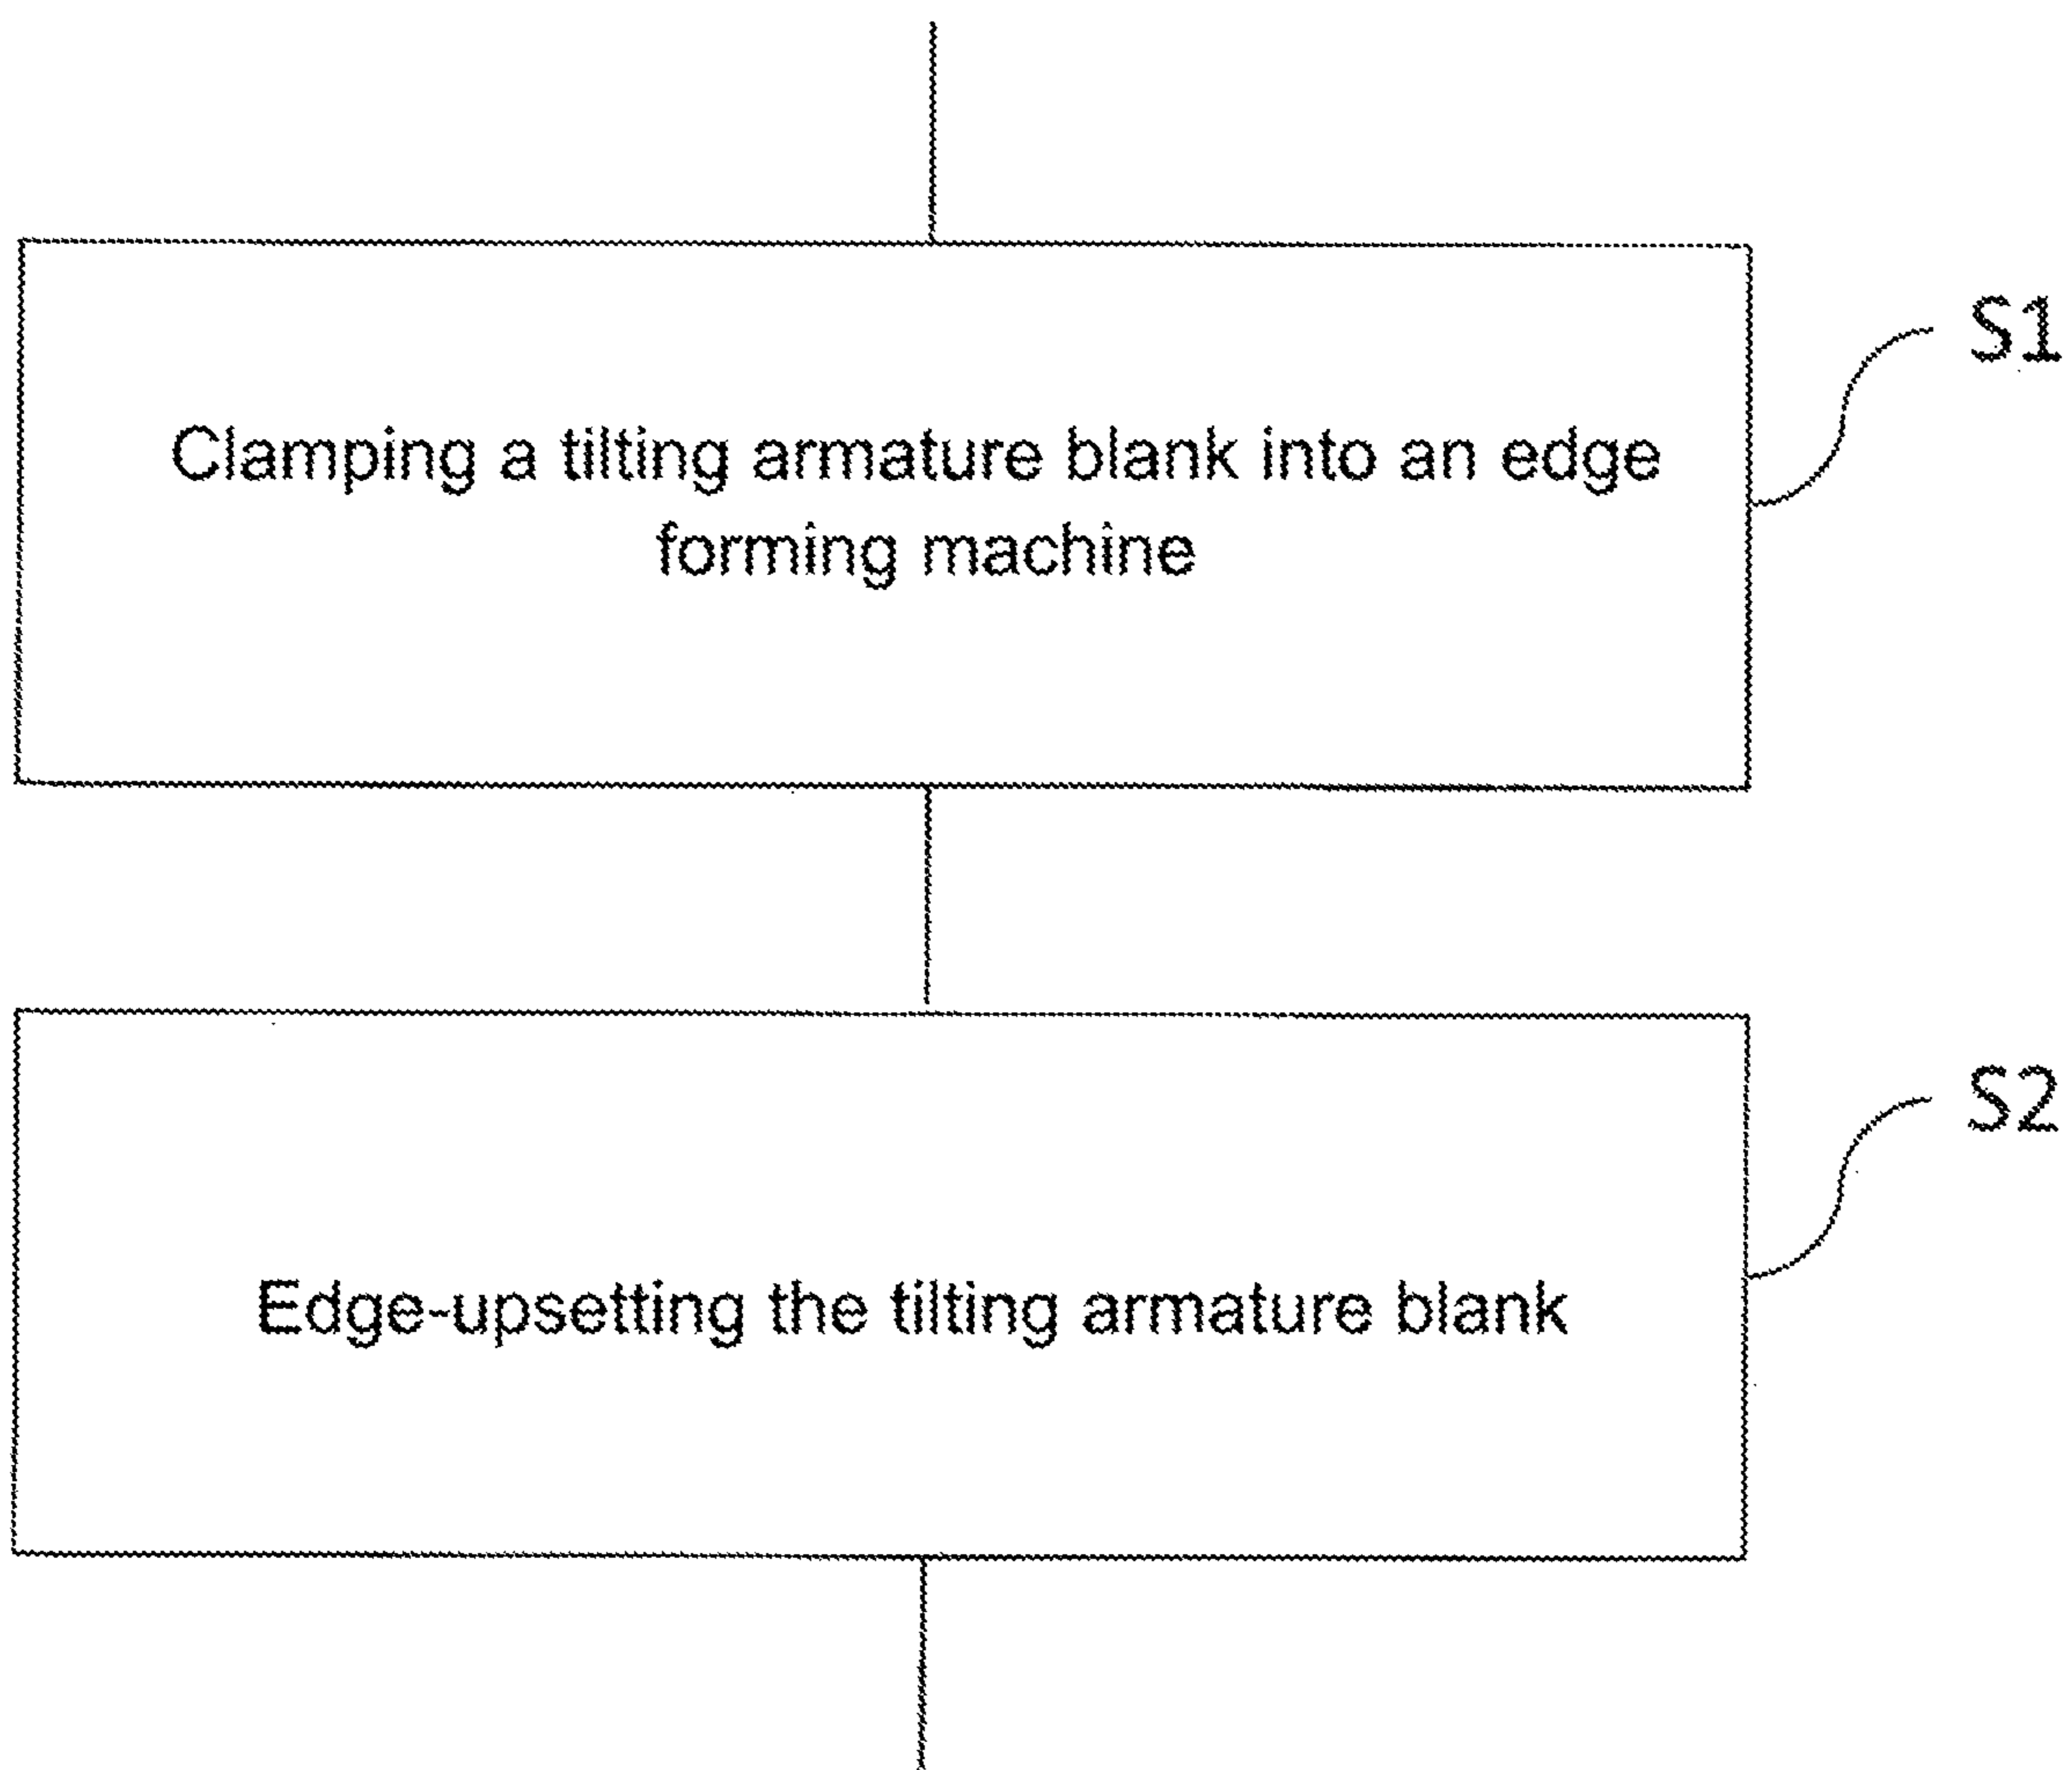 S1
Clamping a tilting armature blank into an edge
forming machine
S2
Edge-upsetting the tilting armature blank